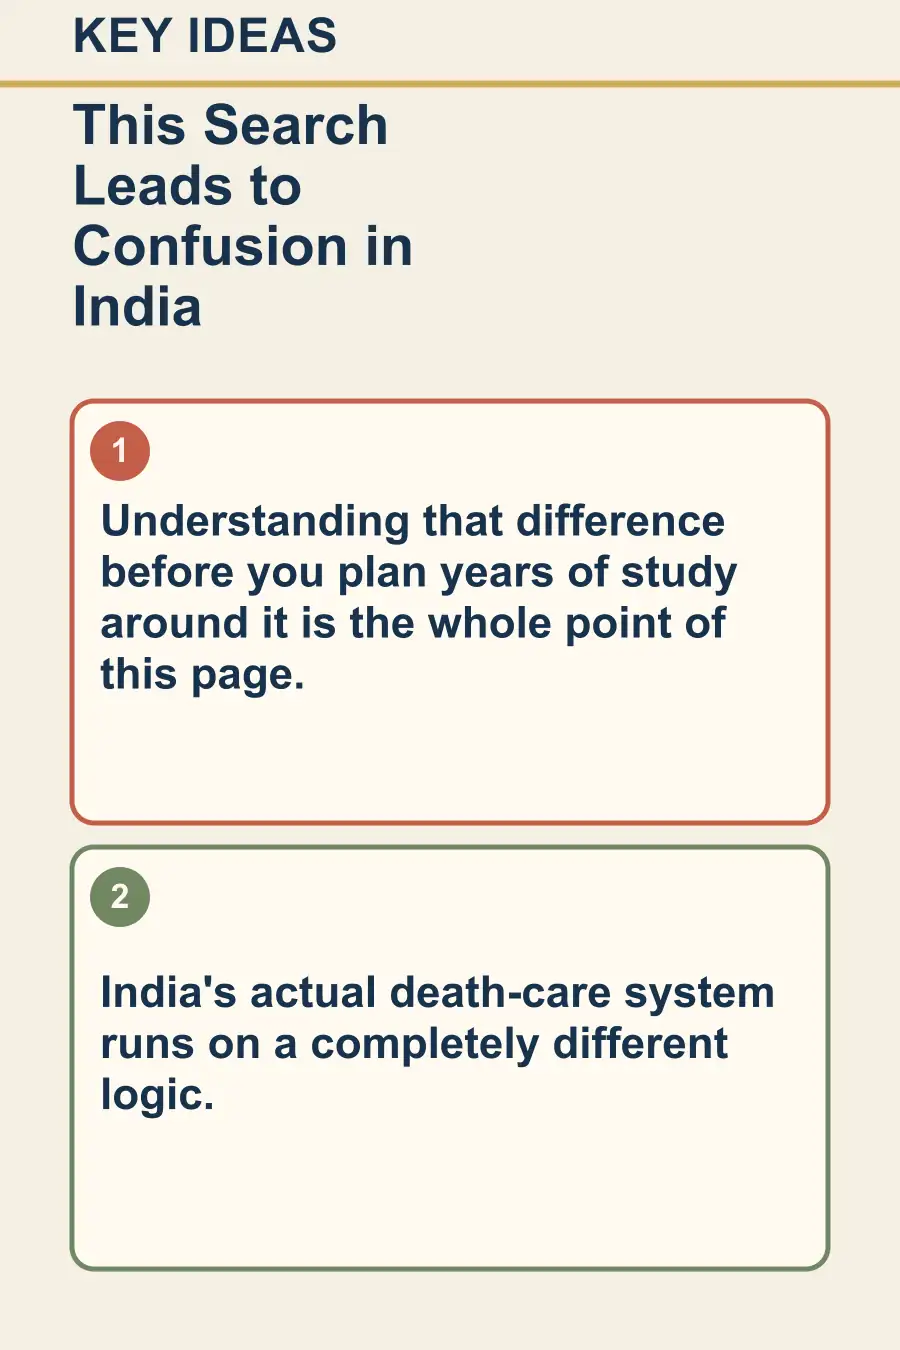 KEY IDEAS
This Search
Leads to
Confusion in
India
1
Understanding that difference
before you plan years of study
around it is the whole point of
this page.
2
India's actual death-care system
runs on a completely different
logic.